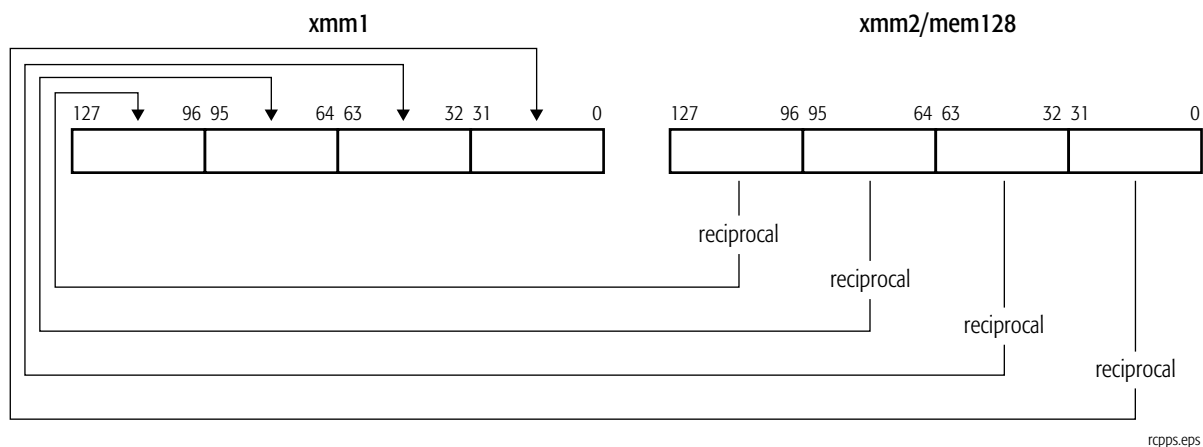 xmm1 xmm2/mem128
127 96 95 64 63 32 31 0 127 96 95 64 63 32 31 0
reciprocal
reciprocal
reciprocal
reciprocal
rcpps.eps